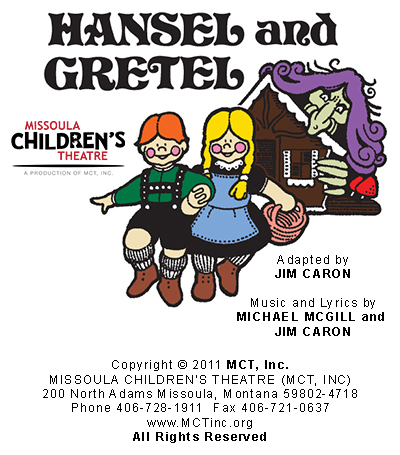 HANSEL and
GRETEL
MISSOULA
CHILDREN'S
THEATRE
A PRODUCTION OF MCT, INC.
Adapted by
JIM CARON
Music and Lyrics by
MICHAEL MCGILL and
JIM CARON
Copyright © 2011 MCT, Inc.
MISSOULA CHILDREN'S THEATRE (MCT, INC)
200 North Adams Missoula, Montana 59802-4718
Phone 406-728-1911 Fax 406-721-0637
www.MCTinc.org
All Rights Reserved